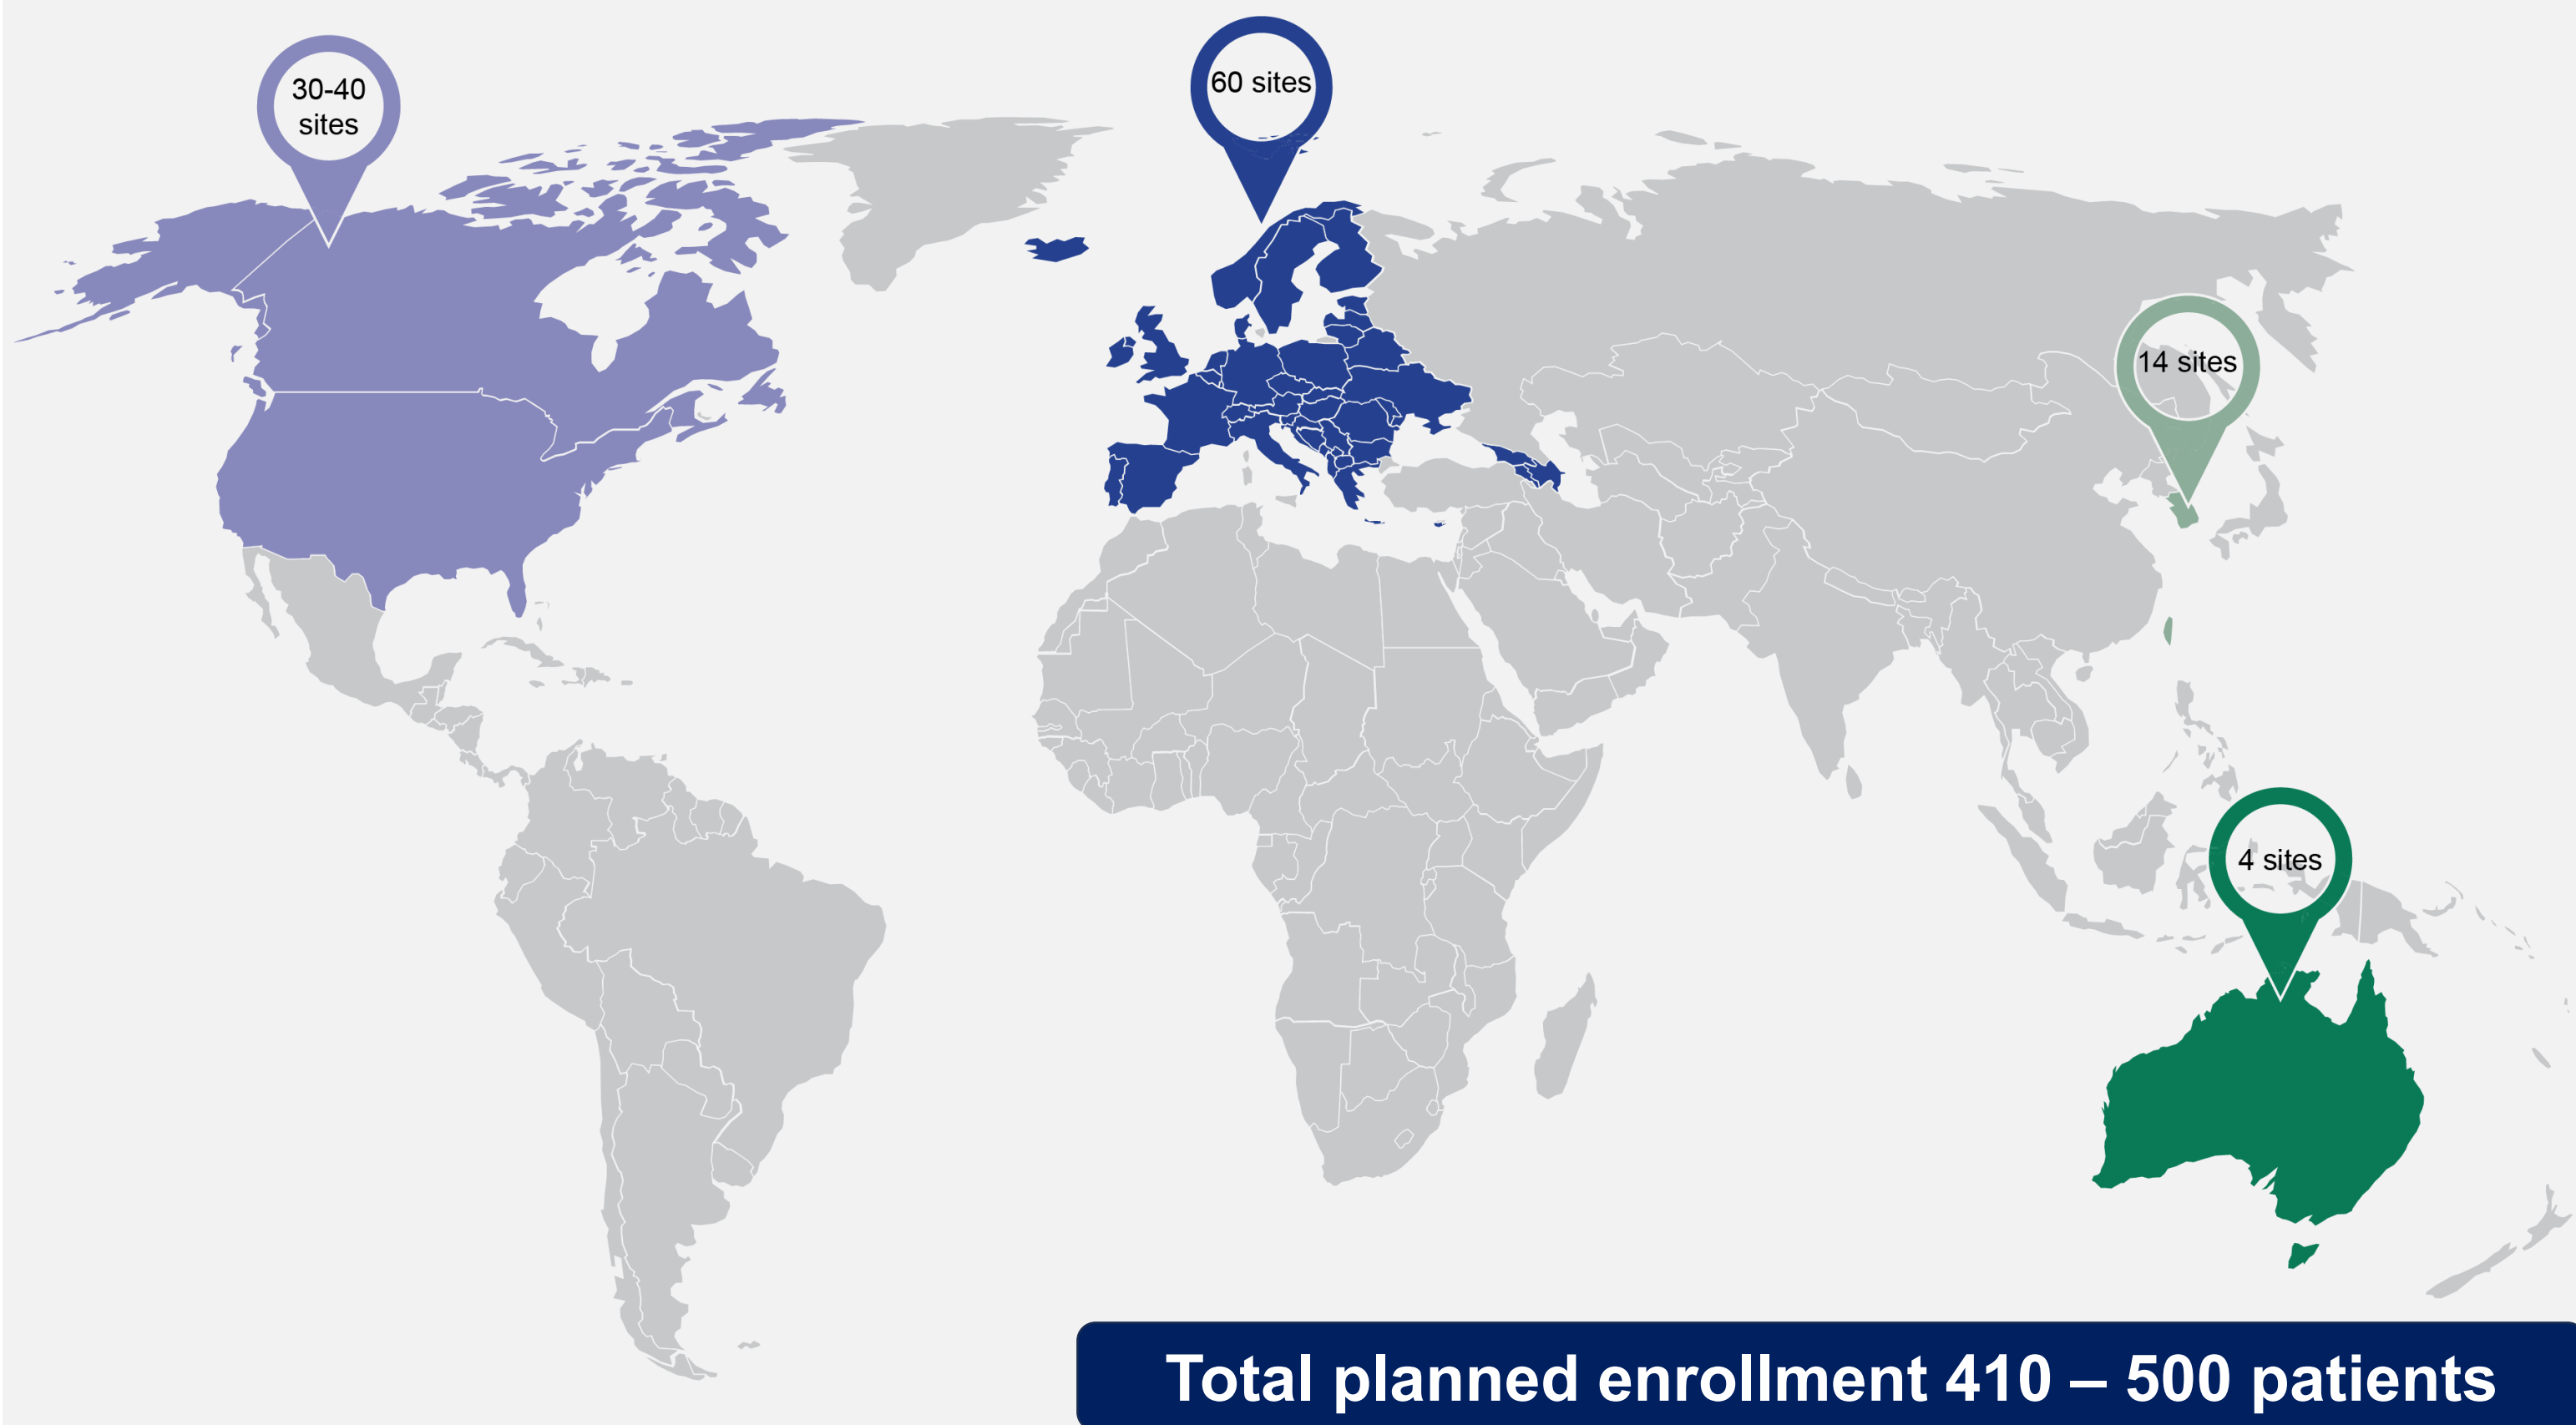 30-40
sites
60 sites
14 sites
4 sites
Total planned enrollment 410 – 500 patients